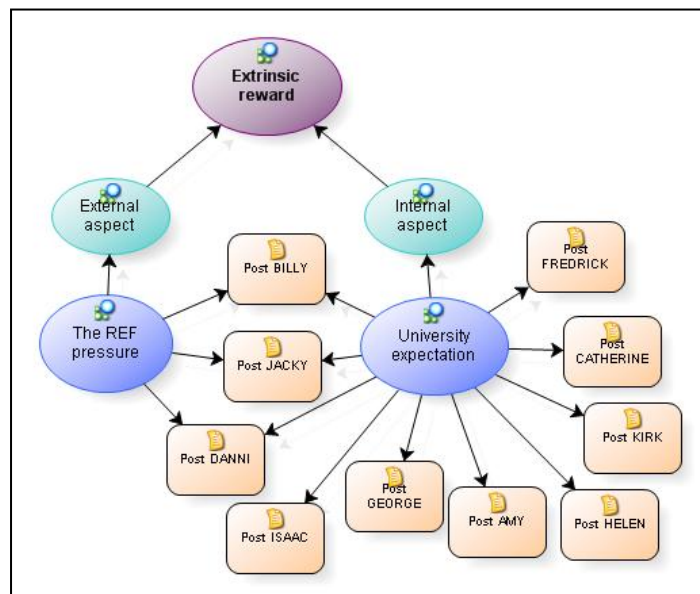 Extrinsic
reward
External
aspect
Internal
aspect
Post BILLY
Post
FREDRICK
The REF
pressure
University
expectation
Post JACKY
Post
CATHERINE
Post DANNI
Post KIRK
Post
GEORGE
Post ISAAC
Post AMY
Post HELEN